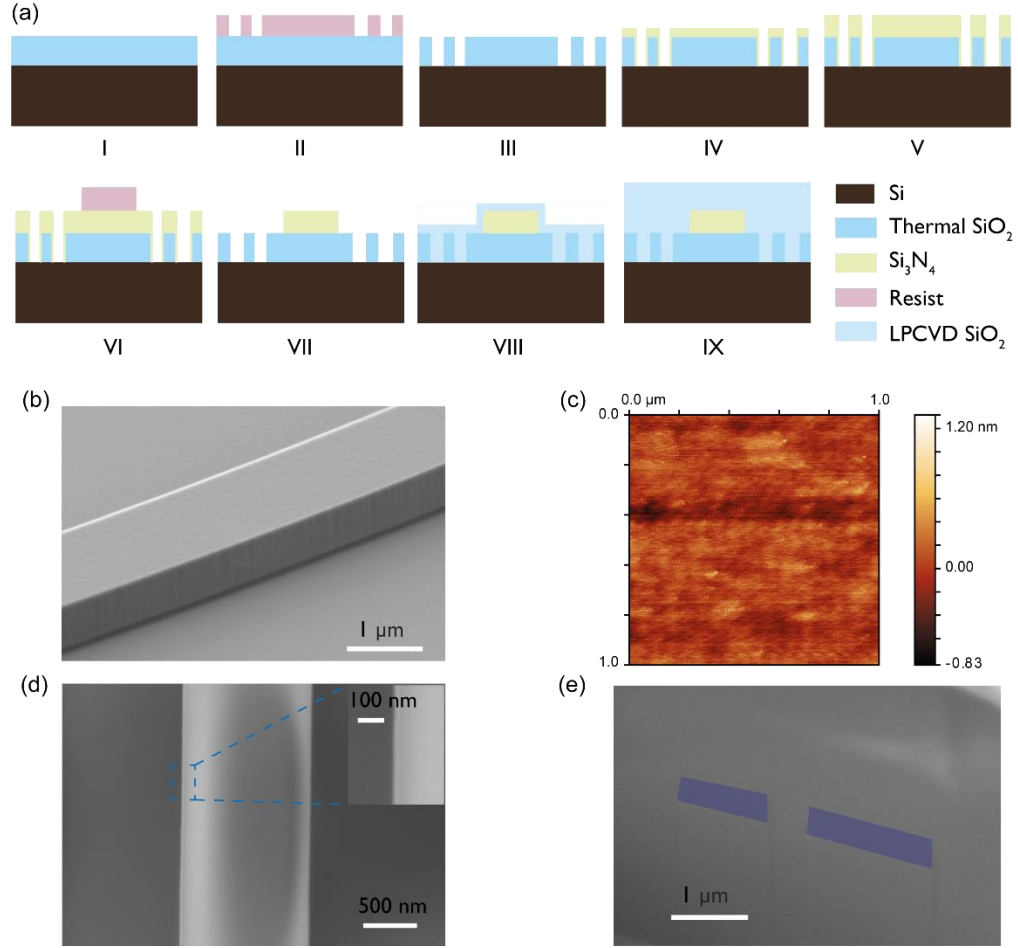 (a)
I
II
III
IV
V
VI
VII
VIII
IX
Si
Thermal SiO₂
Si₃N₄
Resist
LPCVD SiO₂
(b)
1 μm
(c)
0.0 μm
1.0
0.0
1.0
1.20 nm
0.00
-0.83
(d)
100 nm
500 nm
(e)
1 μm